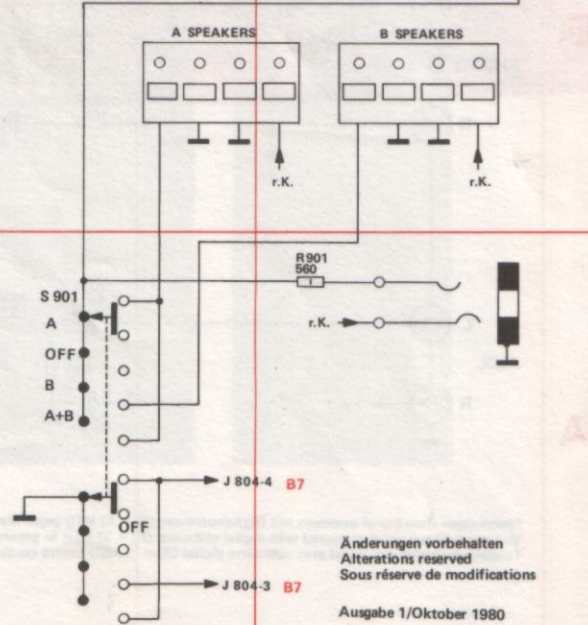 A SPEAKERS
B SPEAKERS
r.K.
r.K.
R901
560
S 901
A
r.K.
OFF
B
A+B
J 804-4 B7
OFF
J 804-3 B7
Änderungen vorbehalten
Alterations reserved
Sous réserve de modifications
Ausgabe 1/Oktober 1980